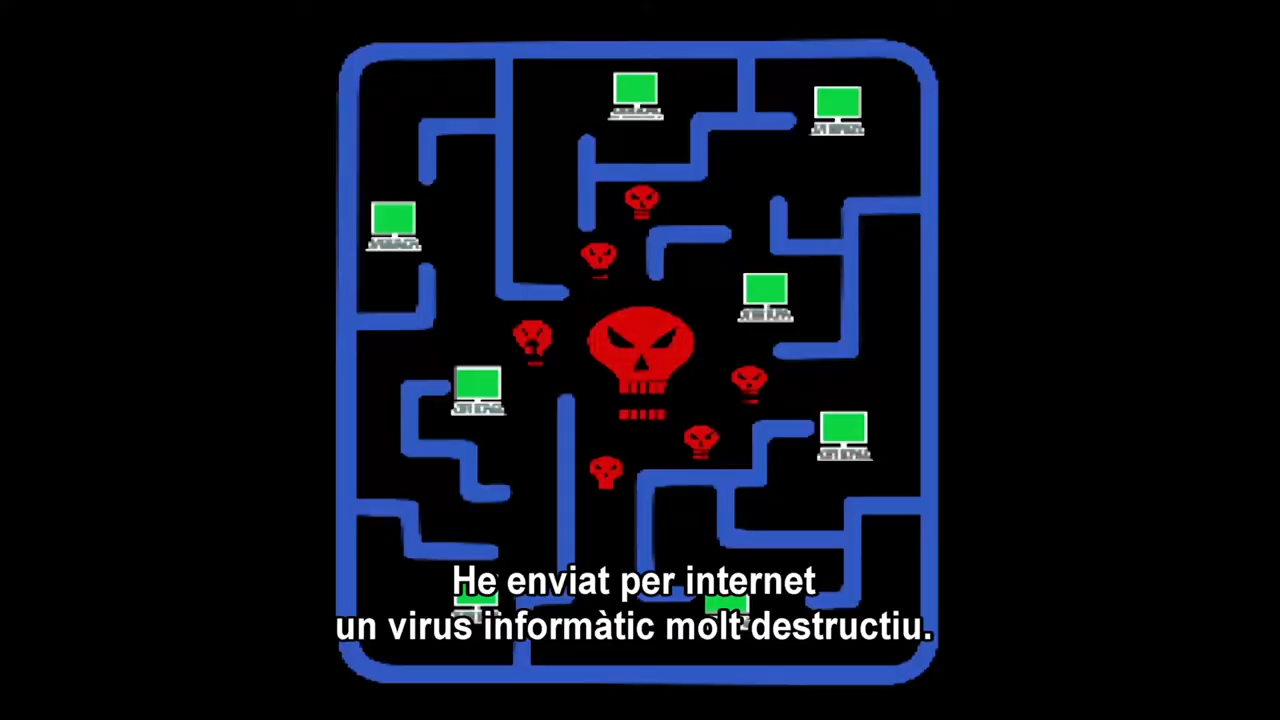 He enviat per internet
un virus informàtic molt destructiu.